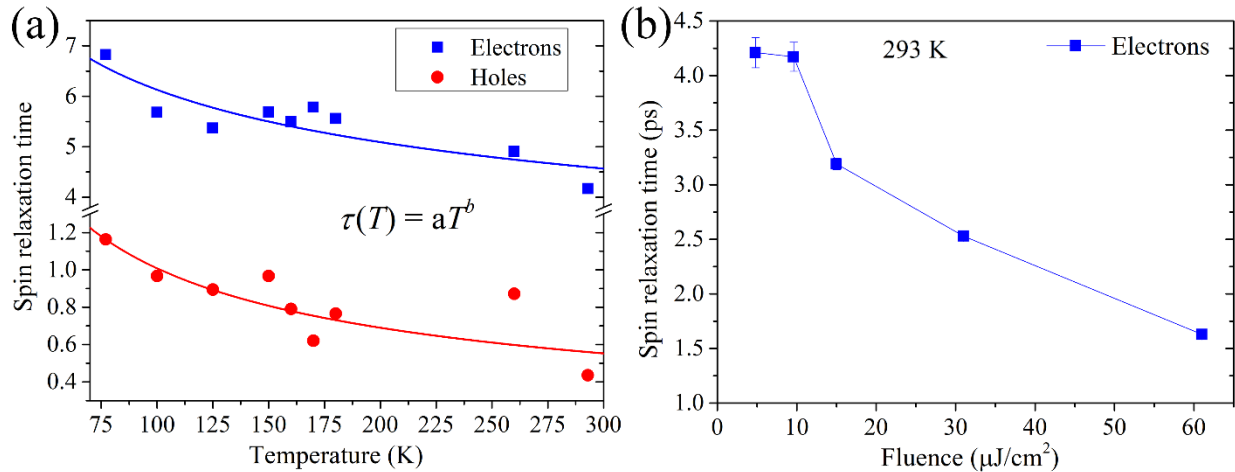 (a)
Spin relaxation time
7
6
5
4
1.2
1.0
0.8
0.6
0.4
Electrons
Holes
τ(T) = aT^b
75 100 125 150 175 200 225 250 275 300
Temperature (K)
(b)
Spin relaxation time (ps)
4.5
4.0
3.5
3.0
2.5
2.0
1.5
1.0
293 K
Electrons
0 10 20 30 40 50 60
Fluence (μJ/cm²)